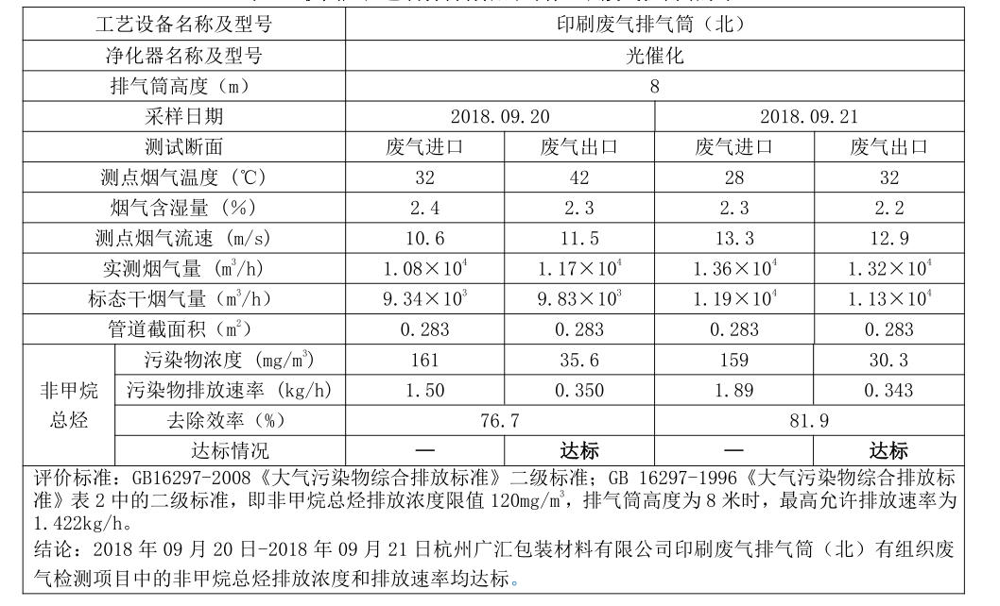 工艺设备名称及型号 印刷废气排气筒（北）
净化器名称及型号 光催化
排气筒高度（m） 8
采样日期 2018.09.20 2018.09.21
测试断面 废气进口 废气出口 废气进口 废气出口
测点烟气温度 (℃) 32 42 28 32
烟气含湿量 (%) 2.4 2.3 2.3 2.2
测点烟气流速 (m/s) 10.6 11.5 13.3 12.9
实测烟气量 (m³/h) 1.08×10⁴ 1.17×10⁴ 1.36×10⁴ 1.32×10⁴
标态干烟气量（m³/h） 9.34×10³ 9.83×10³ 1.19×10⁴ 1.13×10⁴
管道截面积（m²） 0.283 0.283 0.283 0.283
非甲烷总烃 污染物浓度 (mg/m³) 161 35.6 159 30.3
污染物排放速率 (kg/h) 1.50 0.350 1.89 0.343
去除效率（%） 76.7 81.9
达标情况 — 达标 — 达标
评价标准：GB16297-2008《大气污染物综合排放标准》二级标准；GB 16297-1996《大气污染物综合排放标
准》表 2 中的二级标准，即非甲烷总烃排放浓度限值 120mg/m³，排气筒高度为 8 米时，最高允许排放速率为
1.422kg/h。
结论：2018 年 09 月 20 日-2018 年 09 月 21 日杭州广汇包装材料有限公司印刷废气排气筒（北）有组织废
气检测项目中的非甲烷总烃排放浓度和排放速率均达标。